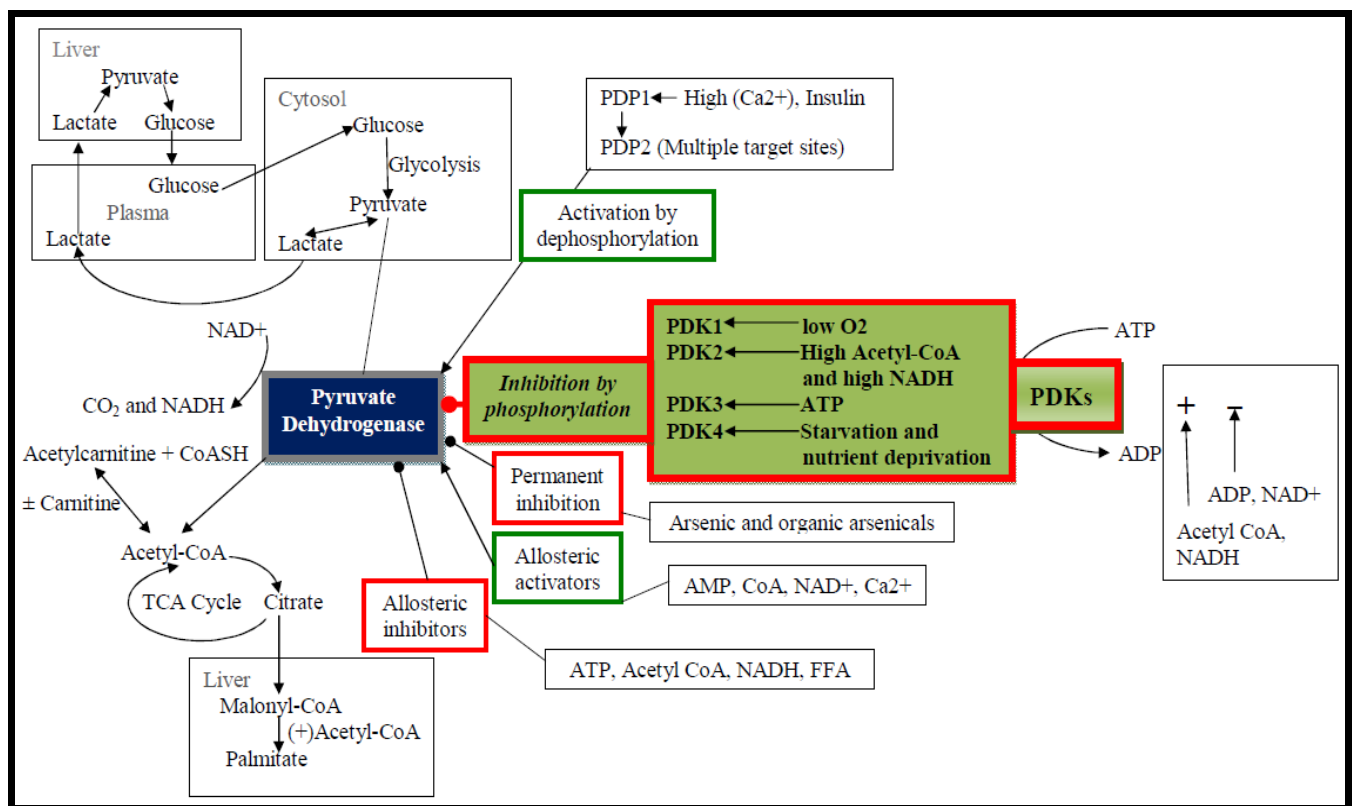 Liver
Pyruvate
Lactate
Glucose
Glucose
Plasma
Lactate
Cytosol
Glucose
Glycolysis
Pyruvate
Lactate
PDP1
High (Ca2+), Insulin
PDP2 (Multiple target sites)
Activation by
dephosphorylation
NAD+
CO₂ and NADH
Pyruvate
Dehydrogenase
Inhibition by
phosphorylation
PDK1
low O2
PDK2
High Acetyl-CoA
and high NADH
PDK3
ATP
PDK4
Starvation and
nutrient deprivation
PDKs
ATP
ADP
+
-
ADP, NAD+
Acetyl CoA,
NADH
Acetylcarnitine + CoASH
± Carnitine
Acetyl-CoA
TCA Cycle
Citrate
Permanent
inhibition
Arsenic and organic arsenicals
Allosteric
activators
AMP, CoA, NAD+, Ca2+
Allosteric
inhibitors
ATP, Acetyl CoA, NADH, FFA
Liver
Malonyl-CoA
(+)Acetyl-CoA
Palmitate